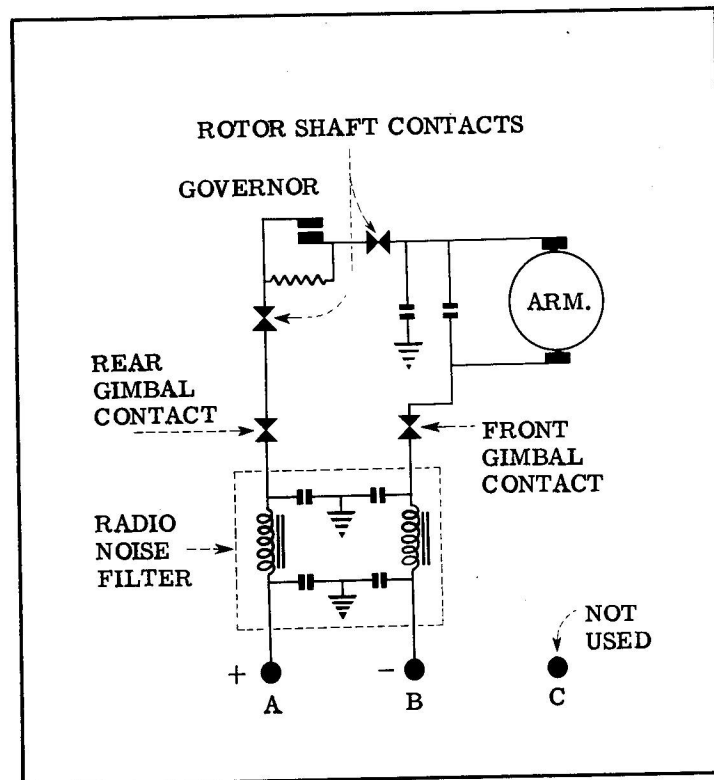 ROTOR SHAFT CONTACTS
GOVERNOR
ARM.
REAR
GIMBAL
CONTACT
FRONT
GIMBAL
CONTACT
RADIO
NOISE
FILTER
NOT
USED
+ A
- B
C